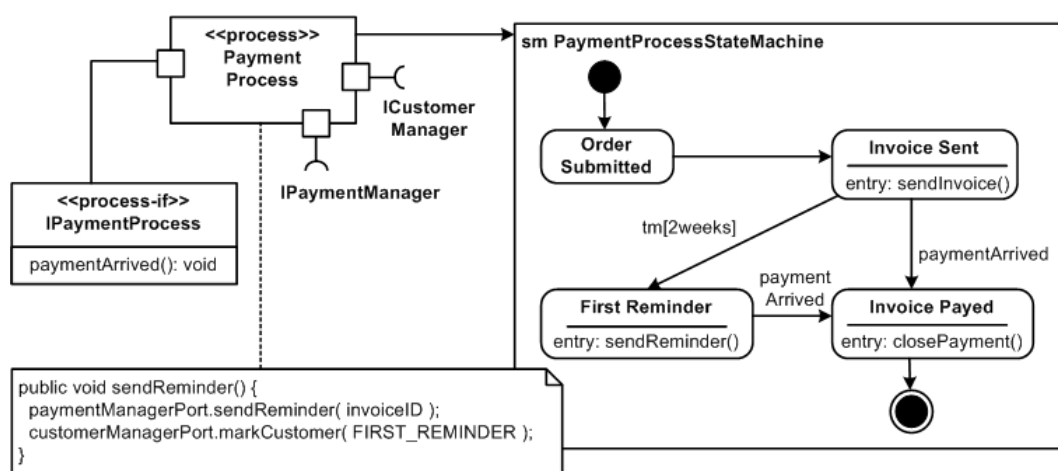 <<process>>
Payment
Process
ICustomer
Manager
IPaymentManager
<<process-if>>
IPaymentProcess
paymentArrived(): void
sm PaymentProcessStateMachine
Order
Submitted
Invoice Sent
entry: sendInvoice()
tm[2weeks]
paymentArrived
payment
Arrived
First Reminder
entry: sendReminder()
Invoice Payed
entry: closePayment()
public void sendReminder() {
paymentManagerPort.sendReminder( invoiceID );
customerManagerPort.markCustomer( FIRST_REMINDER );
}